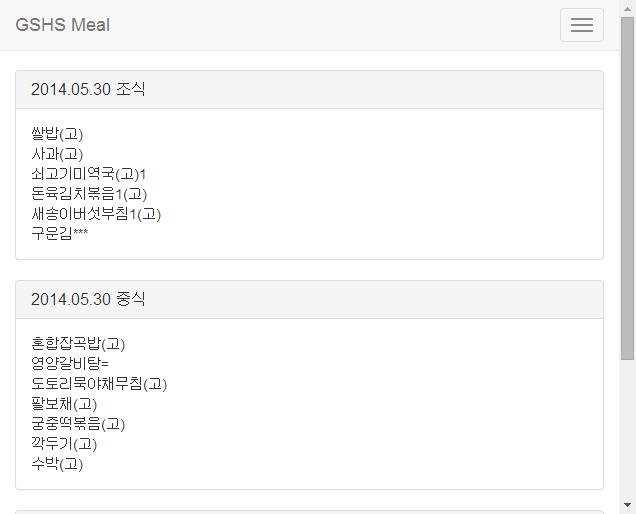 GSHS Meal
2014.05.30 조식
쌀밥(고)
사과(고)
쇠고기미역국(고)1
돈육김치볶음1(고)
새송이버섯부침1(고)
구운김***
2014.05.30 중식
혼합잡곡밥(고)
영양갈비탕=
도토리묵야채무침(고)
팔보채(고)
궁중떡볶음(고)
깍두기(고)
수박(고)